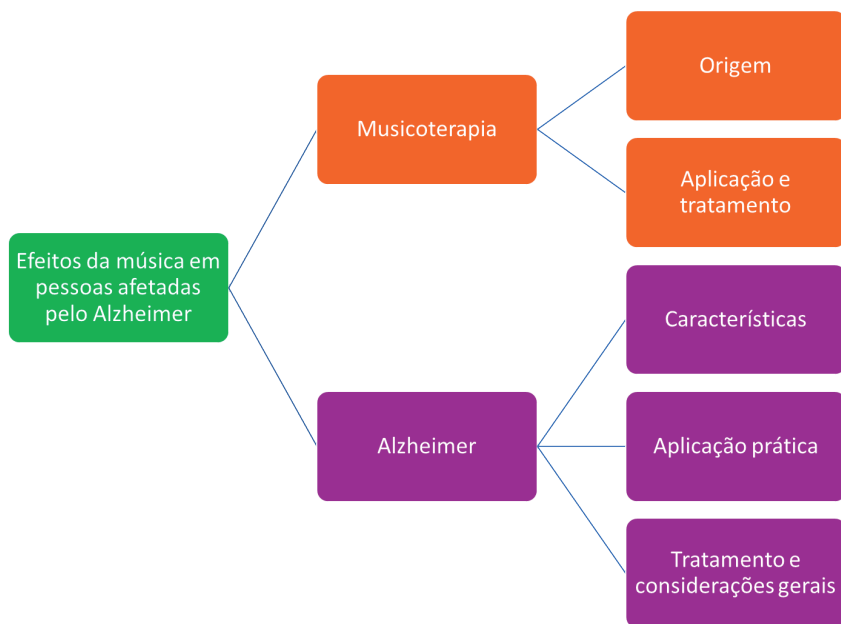 Efeitos da música em
pessoas afetadas
pelo Alzheimer
Musicoterapia
Origem
Aplicação e
tratamento
Alzheimer
Características
Aplicação prática
Tratamento e
considerações gerais